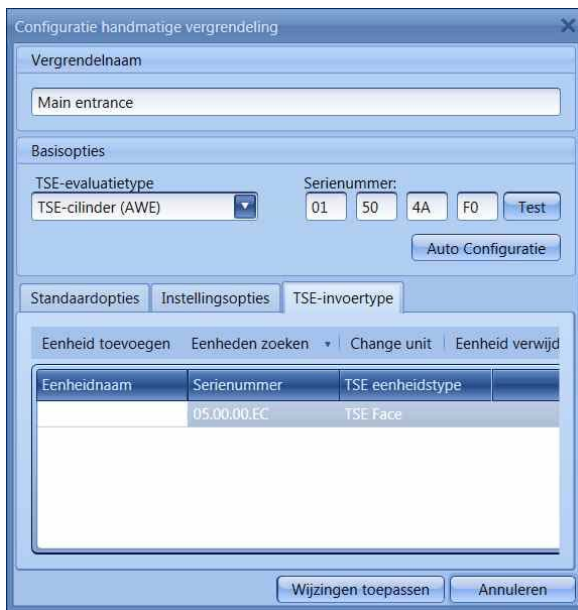 Configuratie handmatige vergrendeling
Vergrendelnaam
Main entrance
Basisopties
TSE-evaluatietype Serienummer:
TSE-cilinder (AWE) 01 50 4A F0 Test
Auto Configuratie
Standaardopties Instellingsopties TSE-invoertype
Eenheid toevoegen Eenheden zoeken Change unit Eenheid verwijd
Eenheidnaam Serienummer TSE eenheidstype
05.00.00.EC TSE Face
Wijzingen toepassen Annuleren